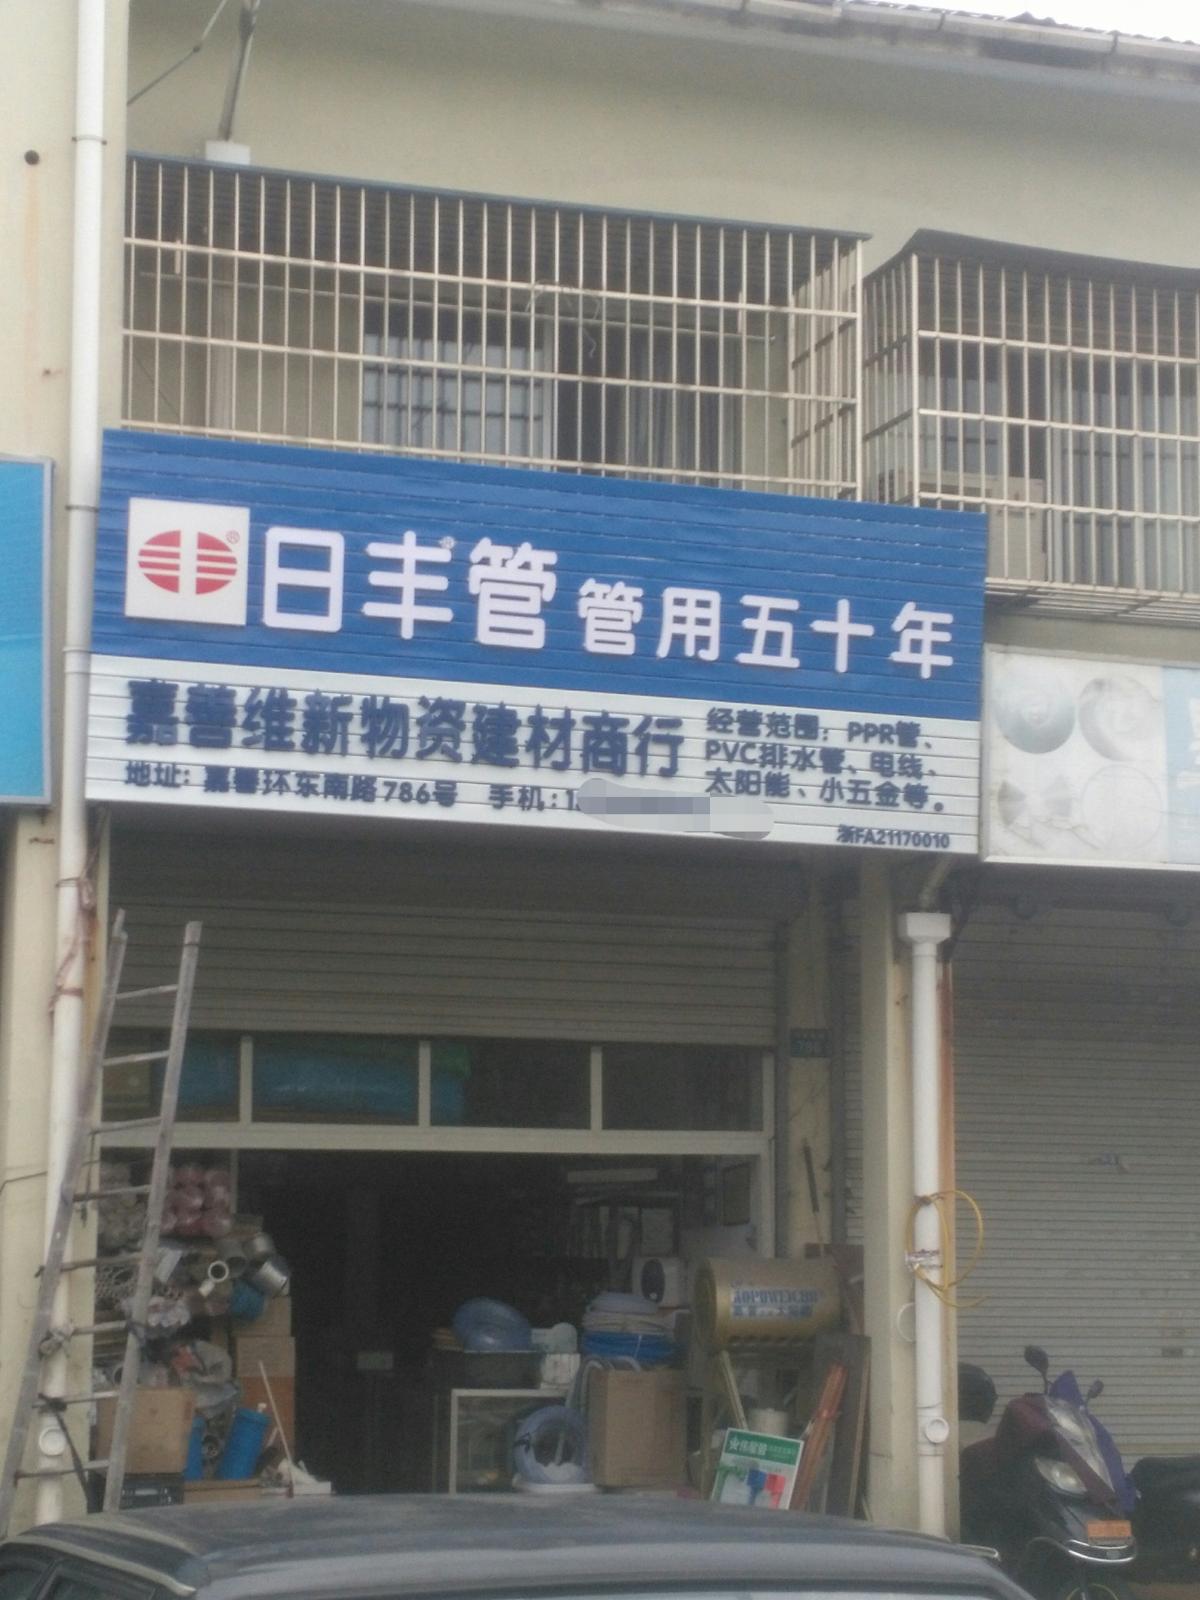 日丰®管 管用五十年
嘉善维新物资建材商行
地址：嘉善环东南路786号 手机：1
经营范围：PPR管、
PVC排水管、电线、
太阳能、小五金等。
浙FA21170010
伟星管